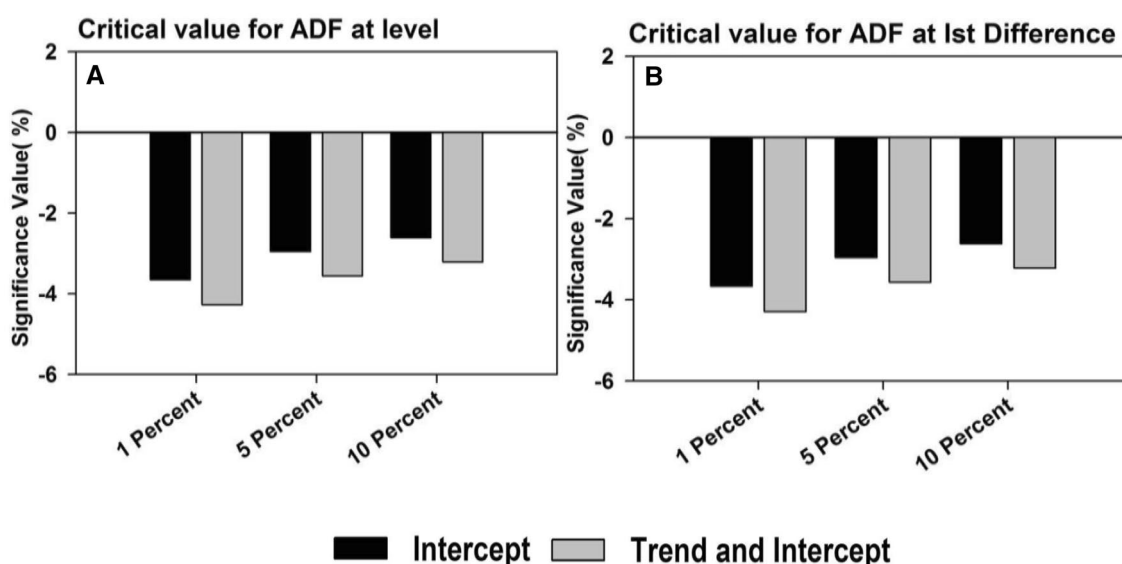 Critical value for ADF at level
A
Significance Value( %)
2
0
-2
-4
-6
1 Percent
5 Percent
10 Percent
Critical value for ADF at Ist Difference
B
Significance Value( %)
2
0
-2
-4
-6
1 Percent
5 Percent
10 Percent
Intercept
Trend and Intercept